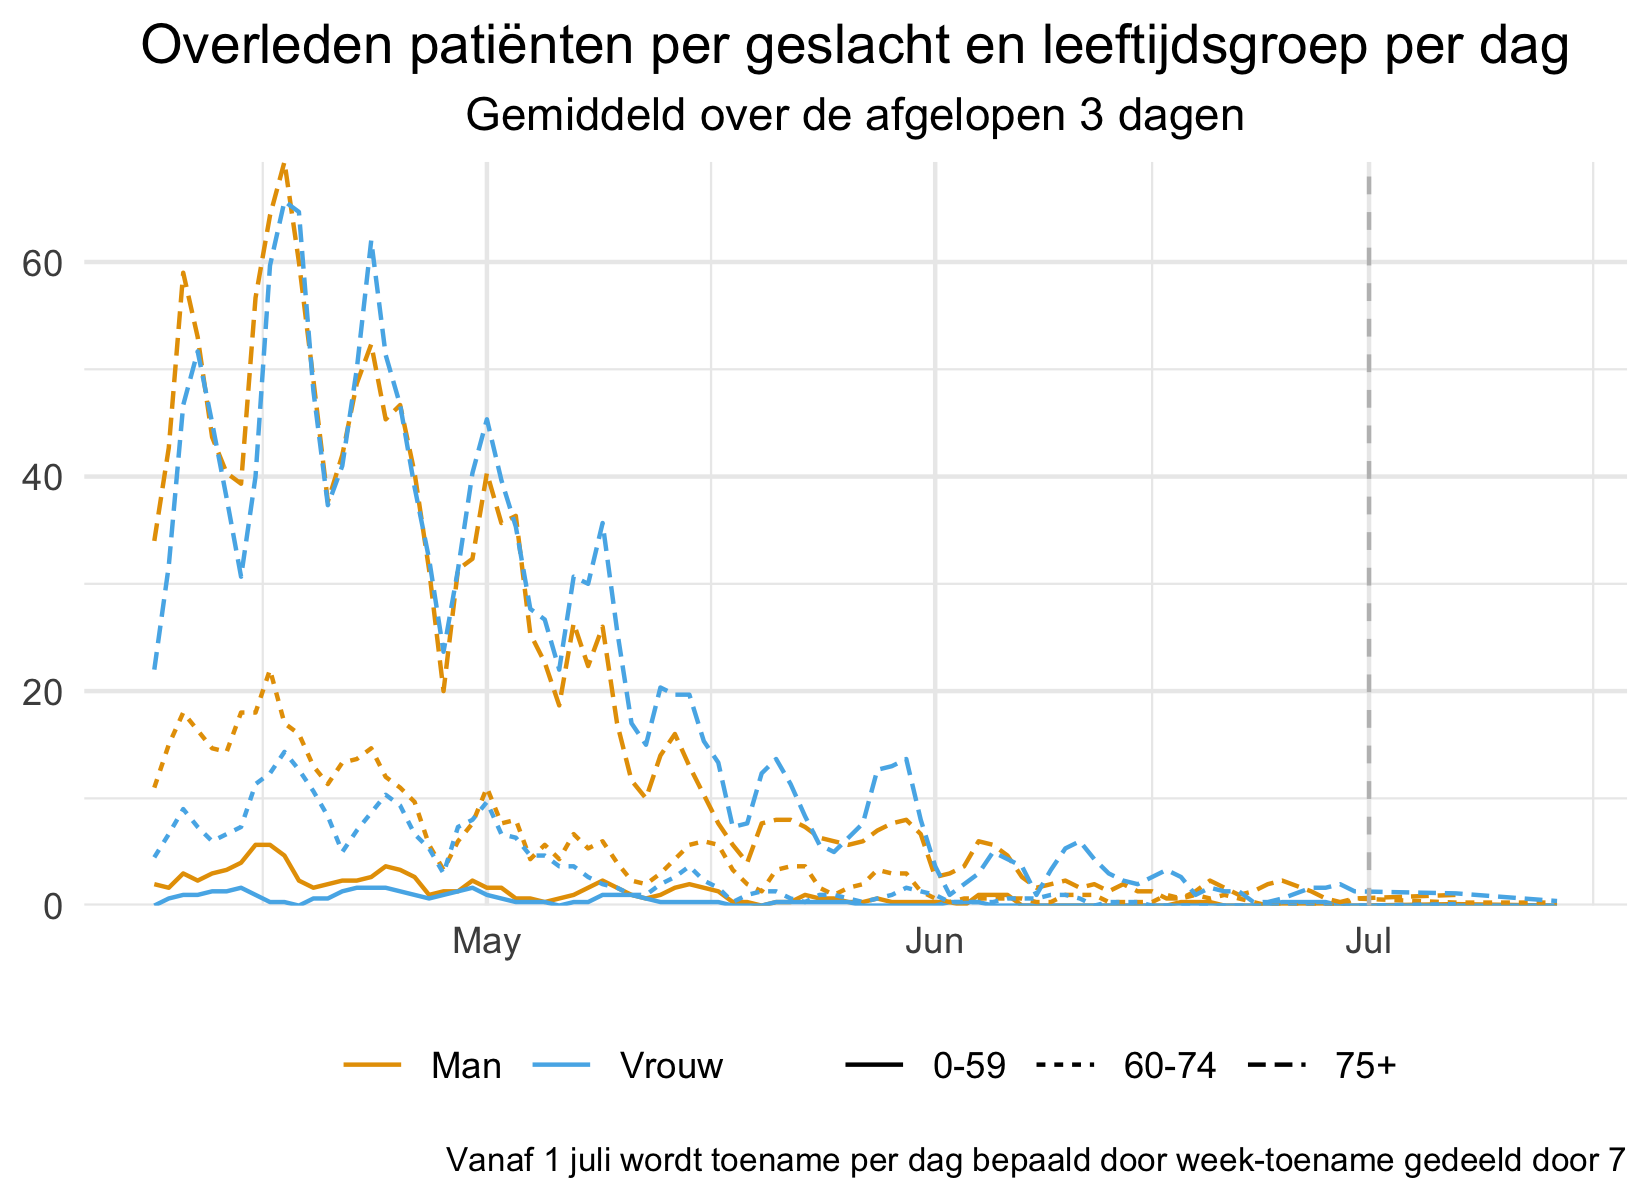 Overleden patiënten per geslacht en leeftijdsgroep per dag
Gemiddeld over de afgelopen 3 dagen
60
40
20
0
May Jun Jul
Man Vrouw 0-59 60-74 75+
Vanaf 1 juli wordt toename per dag bepaald door week-toename gedeeld door 7